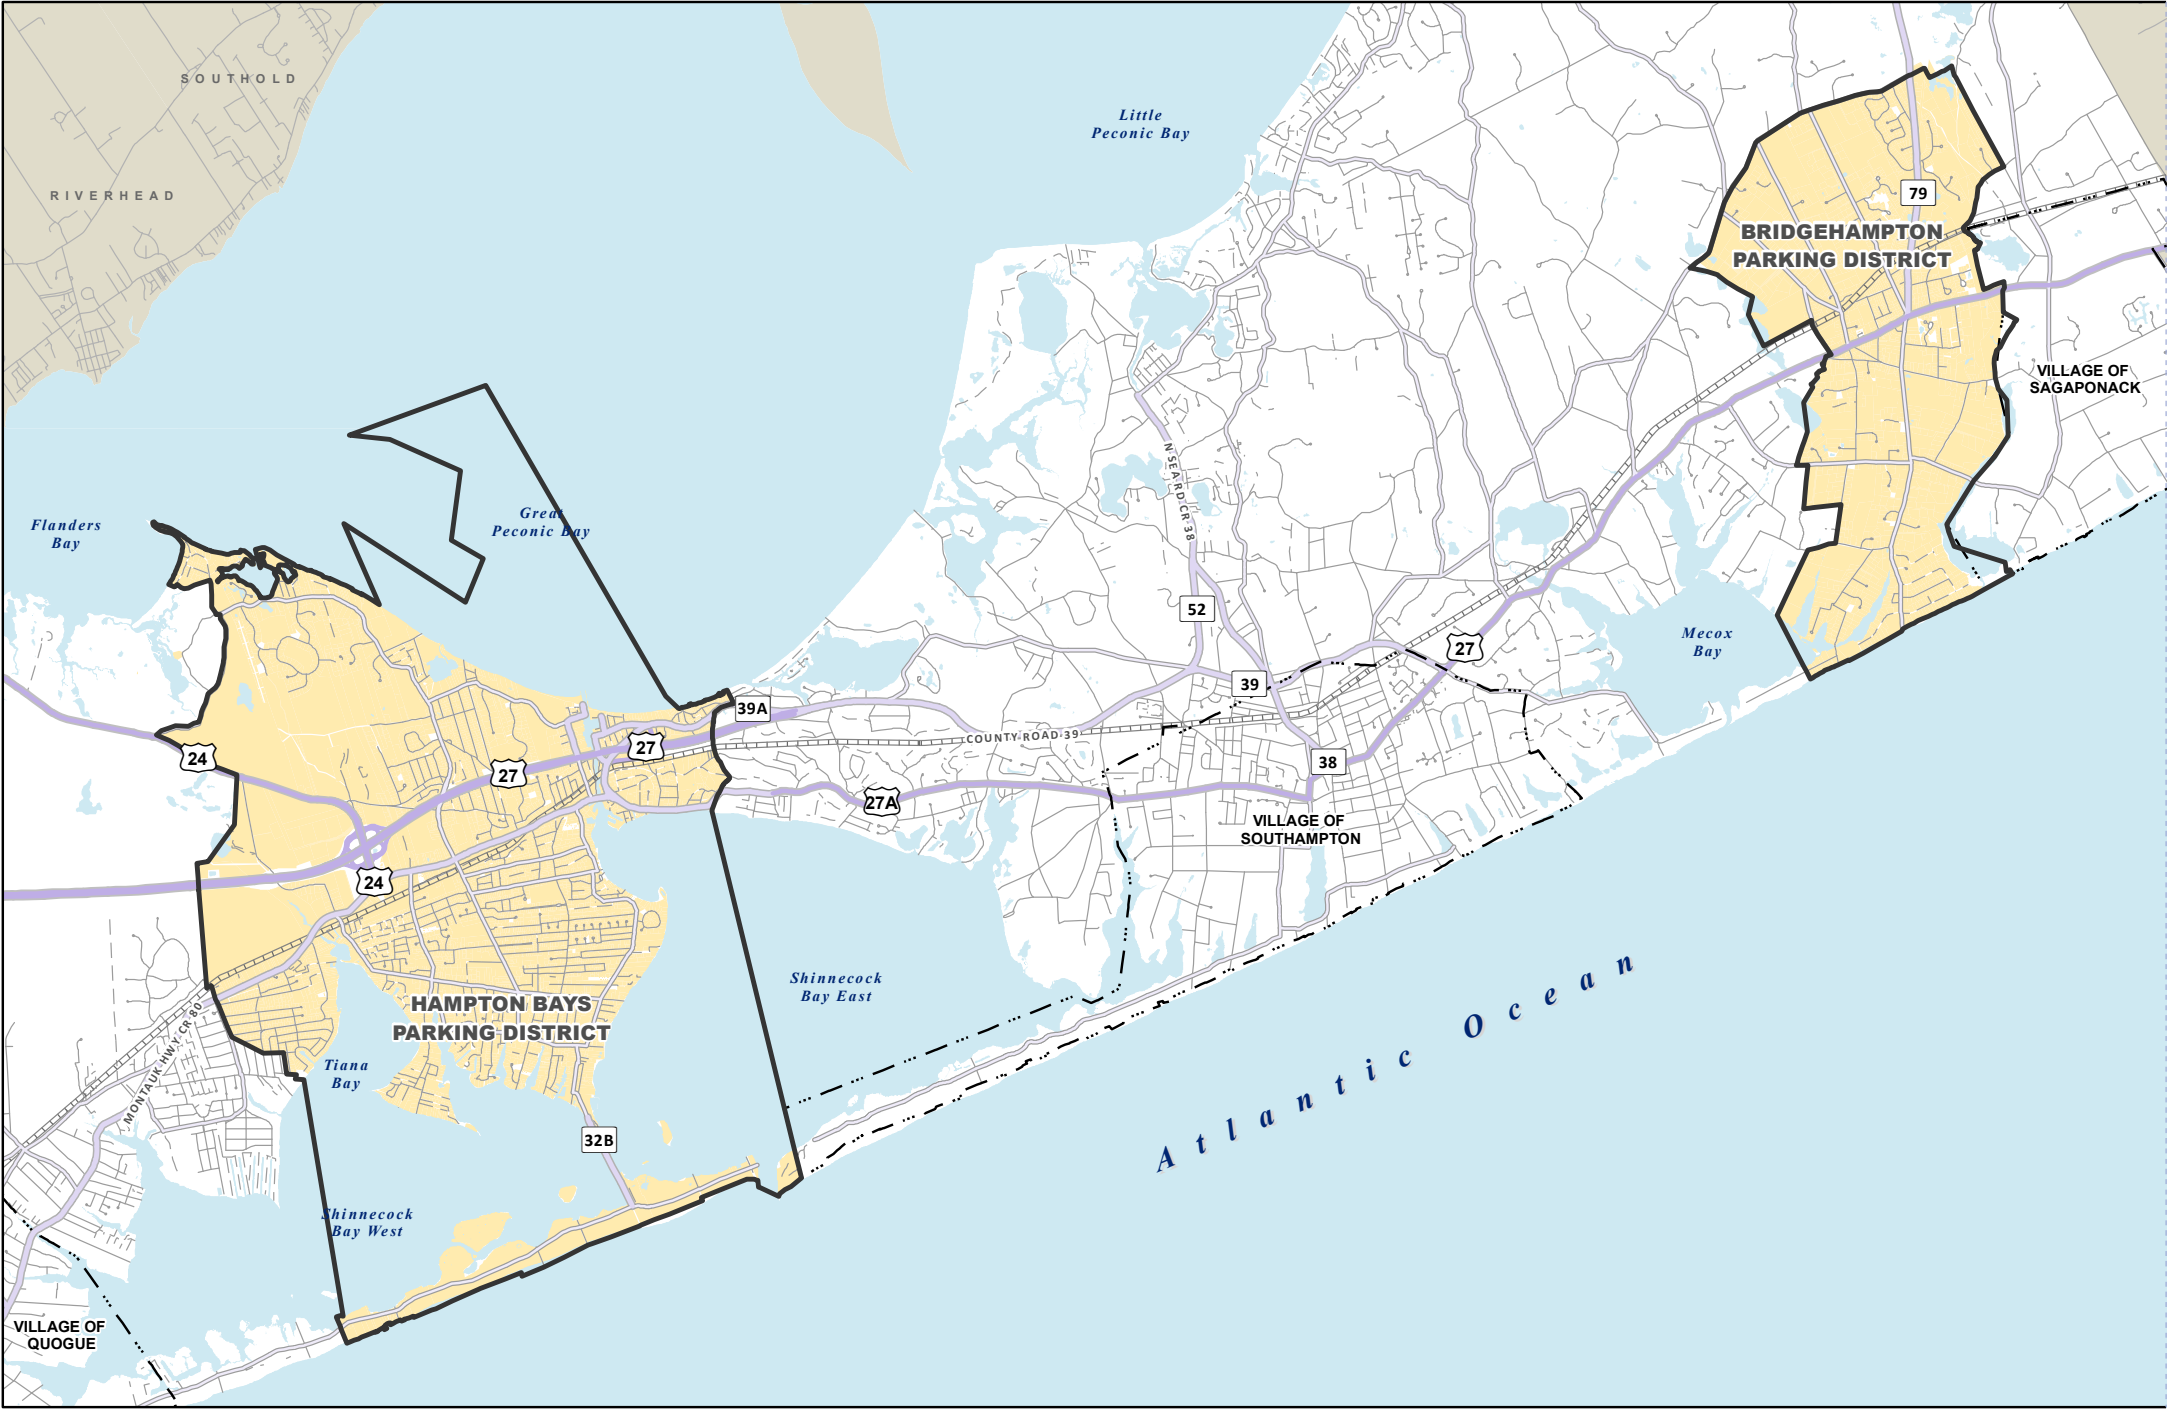 SOUTHOLD
Little
Peconic Bay
RIVERHEAD
79
BRIDGEHAMPTON
PARKING DISTRICT
VILLAGE OF
SAGAPONACK
N SEA RD CR 38
Flanders
Bay
Great
Peconic Bay
52
Mecox
Bay
27
39
39A
COUNTY ROAD 39
24
27
27
38
27A
VILLAGE OF
SOUTHAMPTON
24
Shinnecock
Bay East
Atlantic Ocean
HAMPTON BAYS
PARKING DISTRICT
MONTAUK HWY CR 80
Tiana
Bay
32B
Shinnecock
Bay West
VILLAGE OF
QUOGUE